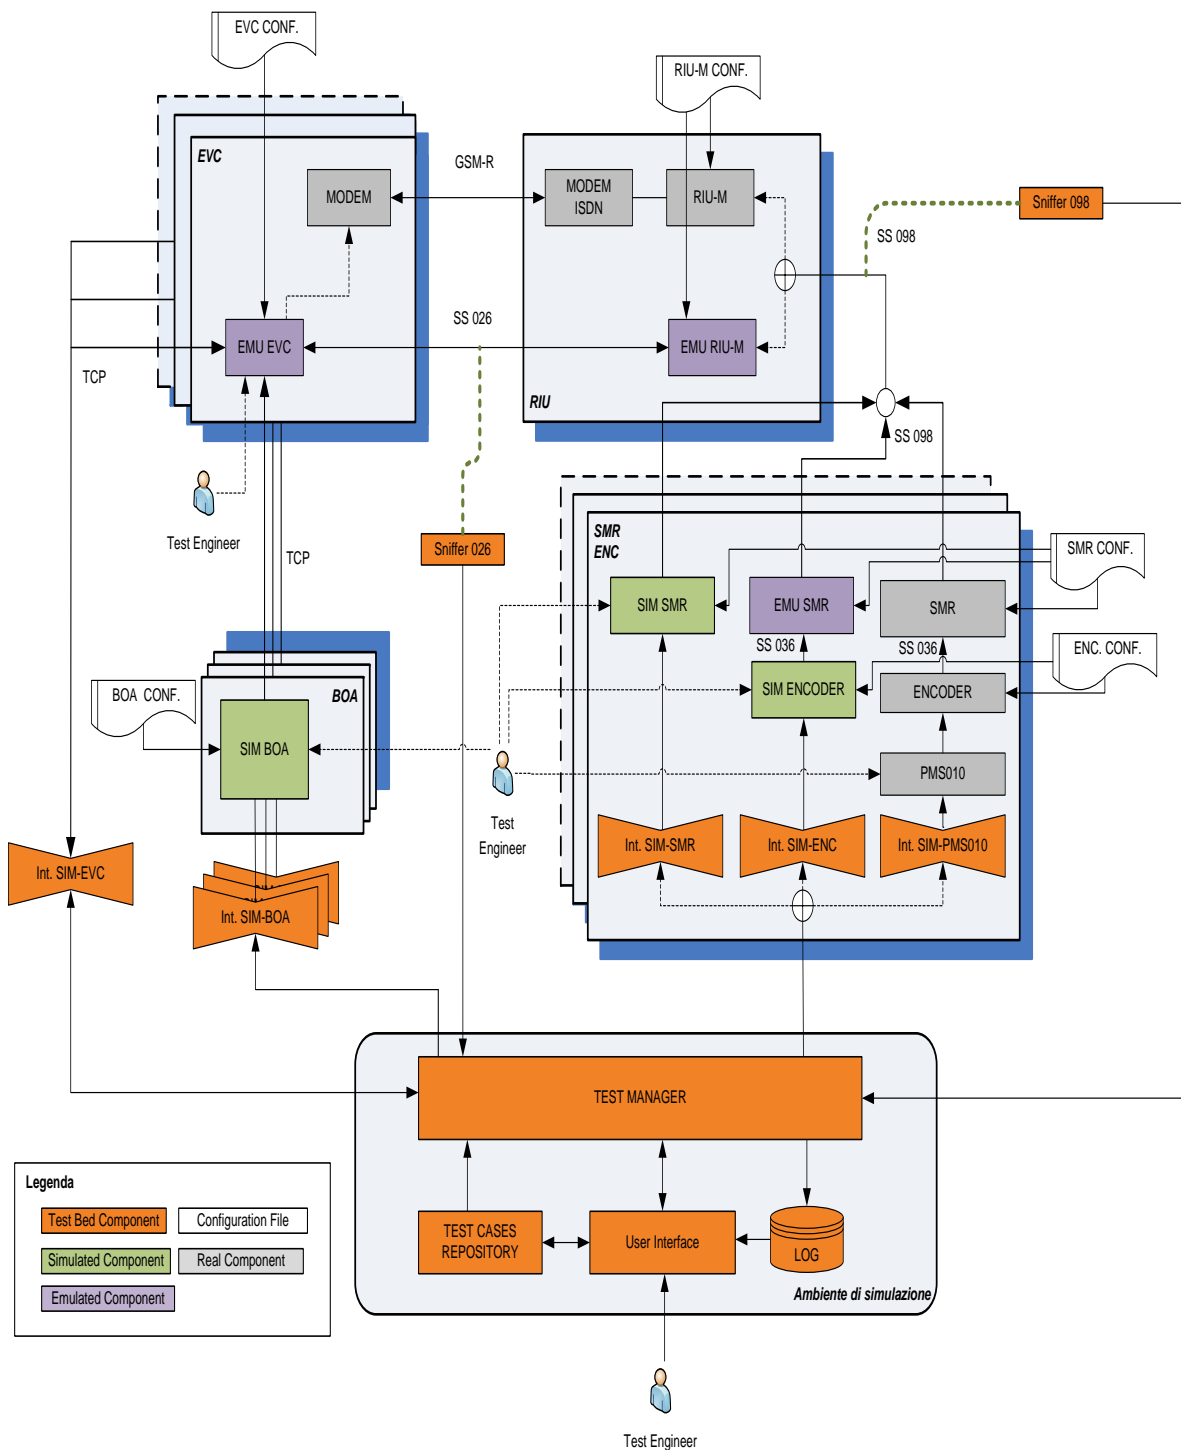 EVC CONF.
RIU-M CONF.
EVC
GSM-R
MODEM
MODEM
ISDN
RIU-M
Sniffer 098
SS 098
SS 026
EMU EVC
EMU RIU-M
TCP
RIU
SS 098
Test Engineer
Sniffer 026
TCP
SMR
ENC
SMR CONF.
SIM SMR
EMU SMR
SMR
SS 036
SS 036
ENC. CONF.
SIM ENCODER
ENCODER
BOA CONF.
BOA
SIM BOA
PMS010
Test
Engineer
Int. SIM-SMR
Int. SIM-ENC
Int. SIM-PMS010
Int. SIM-EVC
Int. SIM-BOA
TEST MANAGER
Legenda
Test Bed Component
Configuration File
Simulated Component
Real Component
Emulated Component
TEST CASES
REPOSITORY
User Interface
LOG
Ambiente di simulazione
Test Engineer